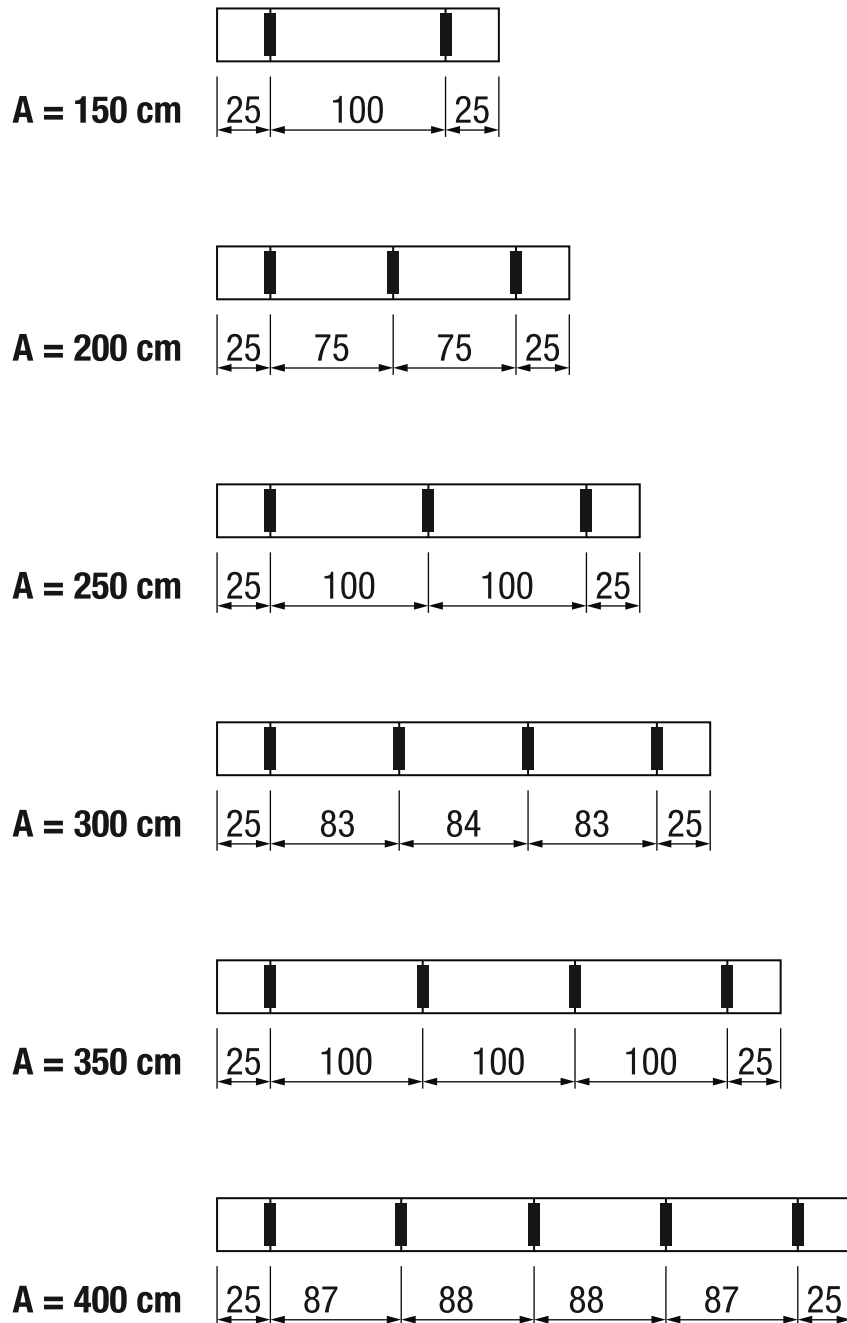 A = 150 cm 25 100 25
A = 200 cm 25 75 75 25
A = 250 cm 25 100 100 25
A = 300 cm 25 83 84 83 25
A = 350 cm 25 100 100 100 25
A = 400 cm 25 87 88 88 87 25